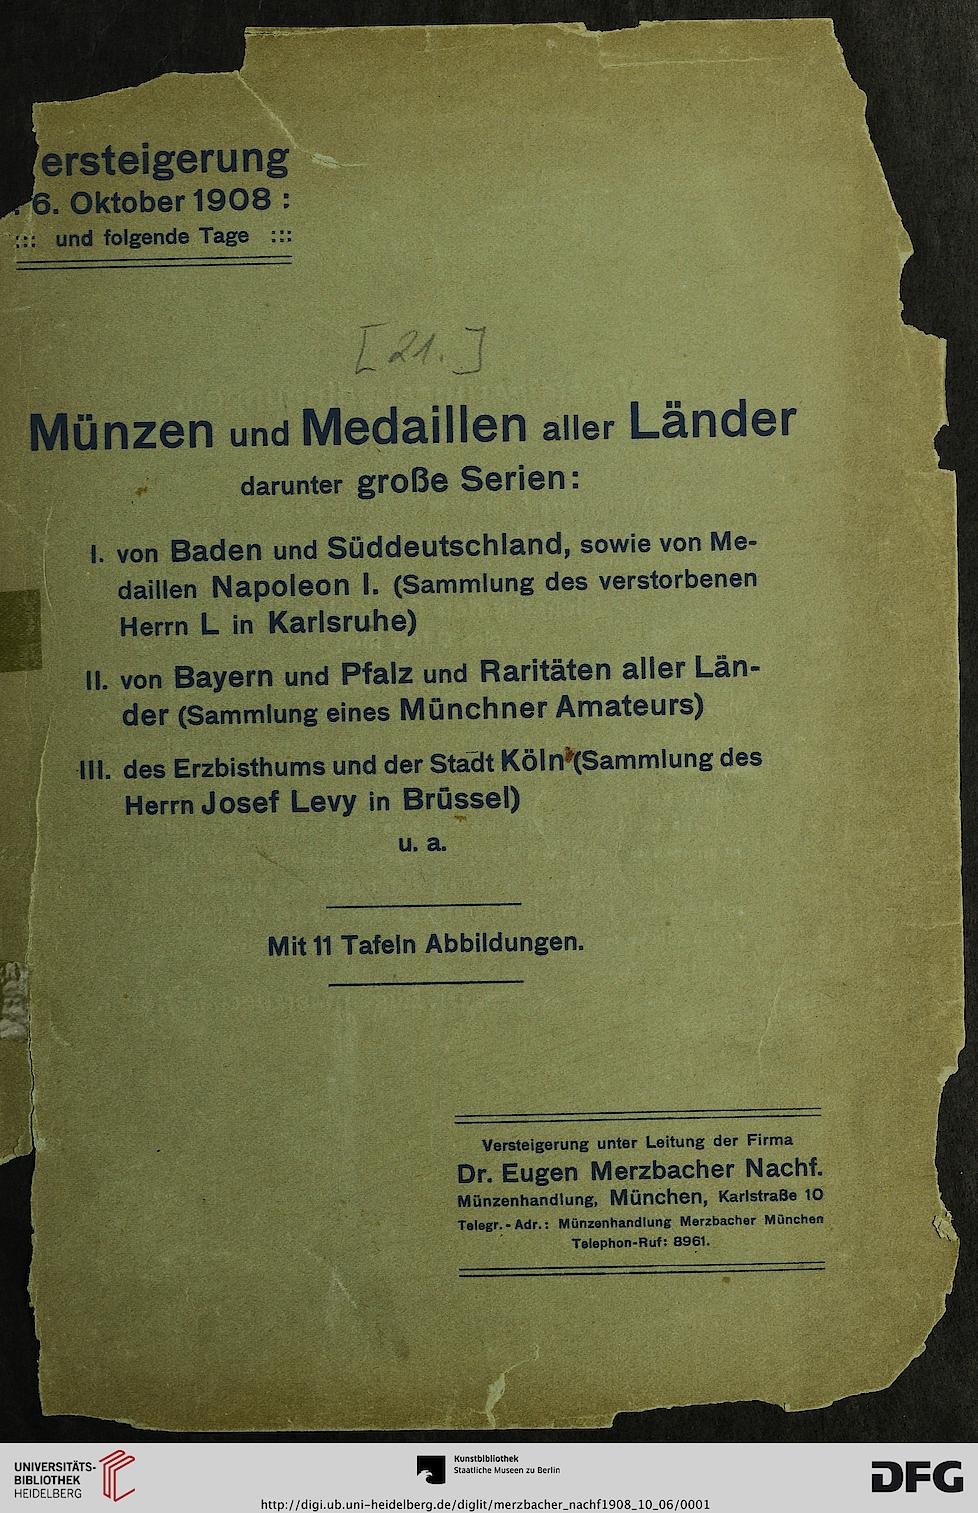 ersteigerung
. 6. Oktober 1908 :
::: und folgende Tage :::
[21.]
Münzen und Medaillen aller Länder
darunter große Serien:
I. von Baden und Süddeutschland, sowie von Me-
daillen Napoleon I. (Sammlung des verstorbenen
Herrn L in Karlsruhe)
II. von Bayern und Pfalz und Raritäten aller Län-
der (Sammlung eines Münchner Amateurs)
III. des Erzbisthums und der Stadt Köln (Sammlung des
Herrn Josef Levy in Brüssel)
u. a.
Mit 11 Tafeln Abbildungen.
Versteigerung unter Leitung der Firma
Dr. Eugen Merzbacher Nachf.
Münzenhandlung, München, Karlstraße 10
Telegr.-Adr.: Münzenhandlung Merzbacher München
Telephon-Ruf: 8961.
UNIVERSITÄTS-
BIBLIOTHEK
HEIDELBERG
Kunstbibliothek
Staatliche Museen zu Berlin
DFG
http://digi.ub.uni-heidelberg.de/diglit/merzbacher_nachf1908_10_06/0001